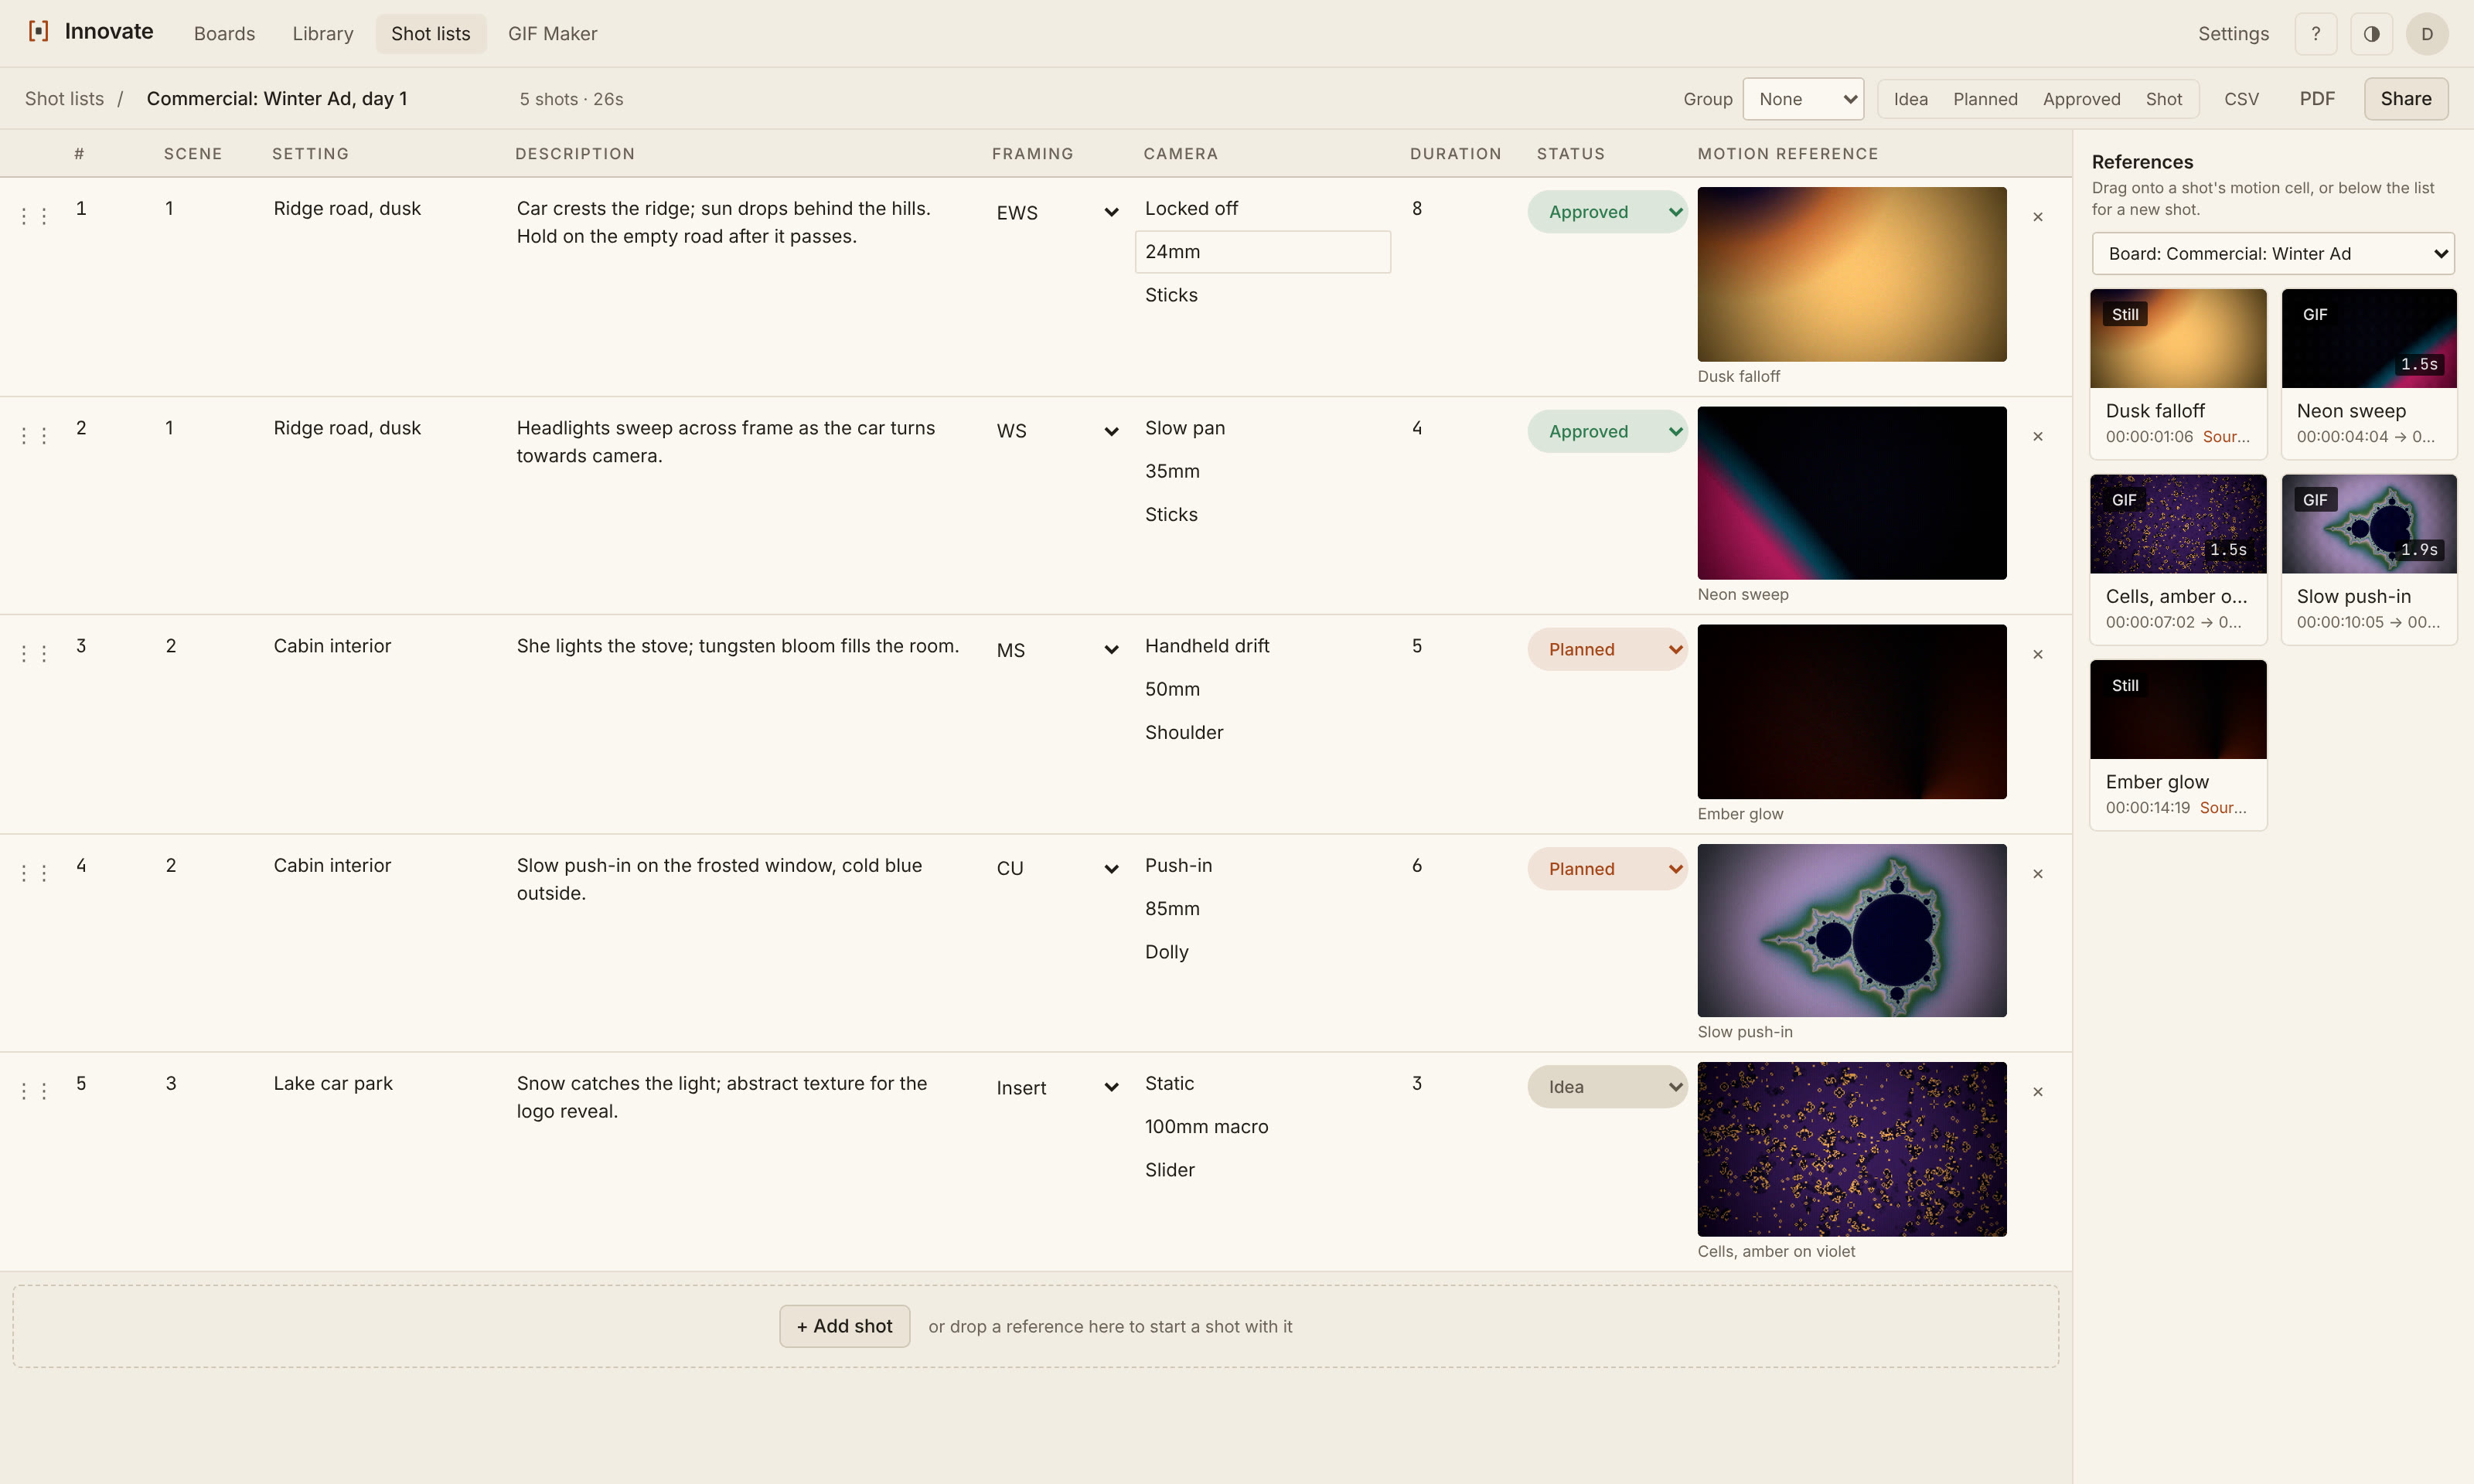 Innovate
Boards
Library
Shot lists
GIF Maker
Settings
?
D
Shot lists / Commercial: Winter Ad, day 1
5 shots · 26s
Group
None
Idea
Planned
Approved
Shot
CSV
PDF
Share
#
SCENE
SETTING
DESCRIPTION
FRAMING
CAMERA
DURATION
STATUS
MOTION REFERENCE
1
1
Ridge road, dusk
Car crests the ridge; sun drops behind the hills.
Hold on the empty road after it passes.
EWS
Locked off
24mm
Sticks
8
Approved
Dusk falloff
×
2
1
Ridge road, dusk
Headlights sweep across frame as the car turns
towards camera.
WS
Slow pan
35mm
Sticks
4
Approved
Neon sweep
×
3
2
Cabin interior
She lights the stove; tungsten bloom fills the room.
MS
Handheld drift
50mm
Shoulder
5
Planned
Ember glow
×
4
2
Cabin interior
Slow push-in on the frosted window, cold blue
outside.
CU
Push-in
85mm
Dolly
6
Planned
Slow push-in
×
5
3
Lake car park
Snow catches the light; abstract texture for the
logo reveal.
Insert
Static
100mm macro
Slider
3
Idea
Cells, amber on violet
×
+ Add shot
or drop a reference here to start a shot with it
References
Drag onto a shot's motion cell, or below the list
for a new shot.
Board: Commercial: Winter Ad
Still
Dusk falloff
00:00:01:06 Sour...
GIF
1.5s
Neon sweep
00:00:04:04 → 0...
GIF
1.5s
Cells, amber o...
00:00:07:02 → 0...
GIF
1.9s
Slow push-in
00:00:10:05 → 00...
Still
Ember glow
00:00:14:19 Sour...